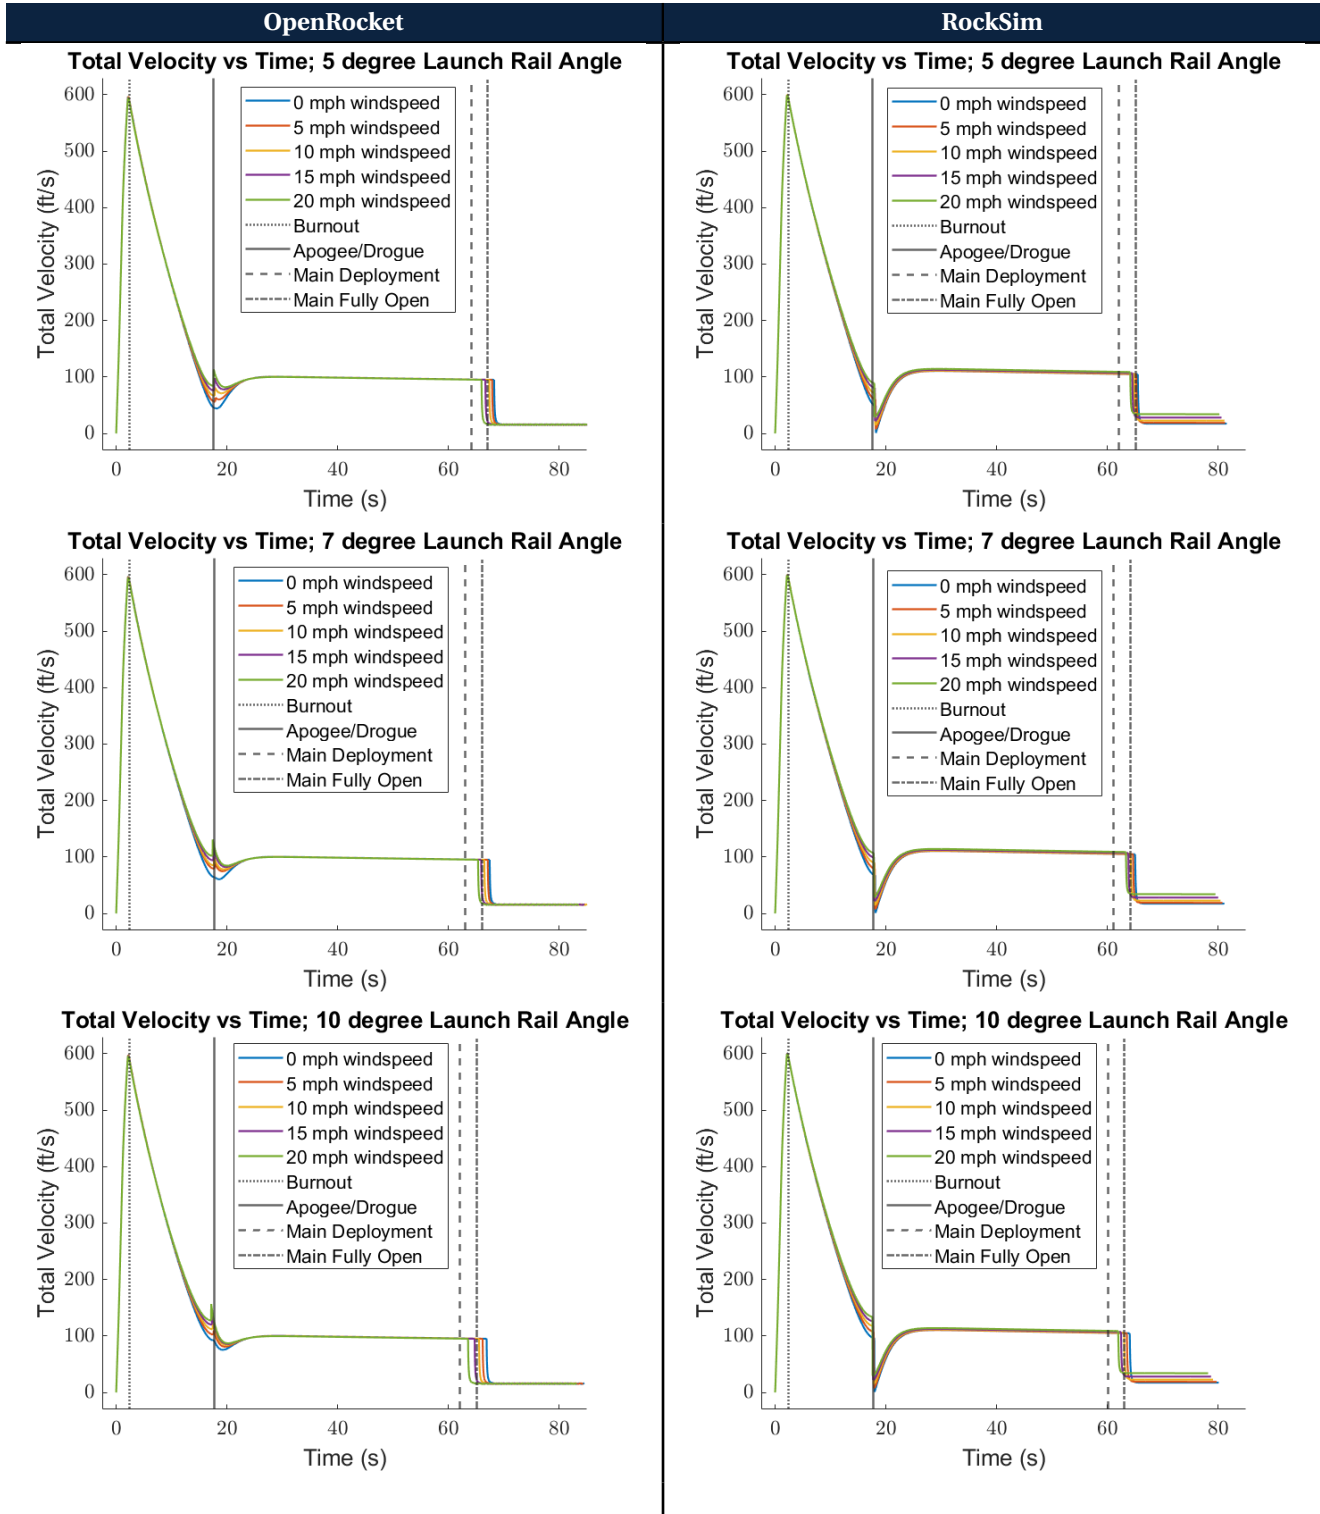 OpenRocket
RockSim
Total Velocity vs Time; 5 degree Launch Rail Angle
600
500
400
300
200
100
0
Total Velocity (ft/s)
0 mph windspeed
5 mph windspeed
10 mph windspeed
15 mph windspeed
20 mph windspeed
Burnout
Apogee/Drogue
Main Deployment
Main Fully Open
0 20 40 60 80
Time (s)
Total Velocity vs Time; 5 degree Launch Rail Angle
600
500
400
300
200
100
0
Total Velocity (ft/s)
0 mph windspeed
5 mph windspeed
10 mph windspeed
15 mph windspeed
20 mph windspeed
Burnout
Apogee/Drogue
Main Deployment
Main Fully Open
0 20 40 60 80
Time (s)
Total Velocity vs Time; 7 degree Launch Rail Angle
600
500
400
300
200
100
0
Total Velocity (ft/s)
0 mph windspeed
5 mph windspeed
10 mph windspeed
15 mph windspeed
20 mph windspeed
Burnout
Apogee/Drogue
Main Deployment
Main Fully Open
0 20 40 60 80
Time (s)
Total Velocity vs Time; 7 degree Launch Rail Angle
600
500
400
300
200
100
0
Total Velocity (ft/s)
0 mph windspeed
5 mph windspeed
10 mph windspeed
15 mph windspeed
20 mph windspeed
Burnout
Apogee/Drogue
Main Deployment
Main Fully Open
0 20 40 60 80
Time (s)
Total Velocity vs Time; 10 degree Launch Rail Angle
600
500
400
300
200
100
0
Total Velocity (ft/s)
0 mph windspeed
5 mph windspeed
10 mph windspeed
15 mph windspeed
20 mph windspeed
Burnout
Apogee/Drogue
Main Deployment
Main Fully Open
0 20 40 60 80
Time (s)
Total Velocity vs Time; 10 degree Launch Rail Angle
600
500
400
300
200
100
0
Total Velocity (ft/s)
0 mph windspeed
5 mph windspeed
10 mph windspeed
15 mph windspeed
20 mph windspeed
Burnout
Apogee/Drogue
Main Deployment
Main Fully Open
0 20 40 60 80
Time (s)